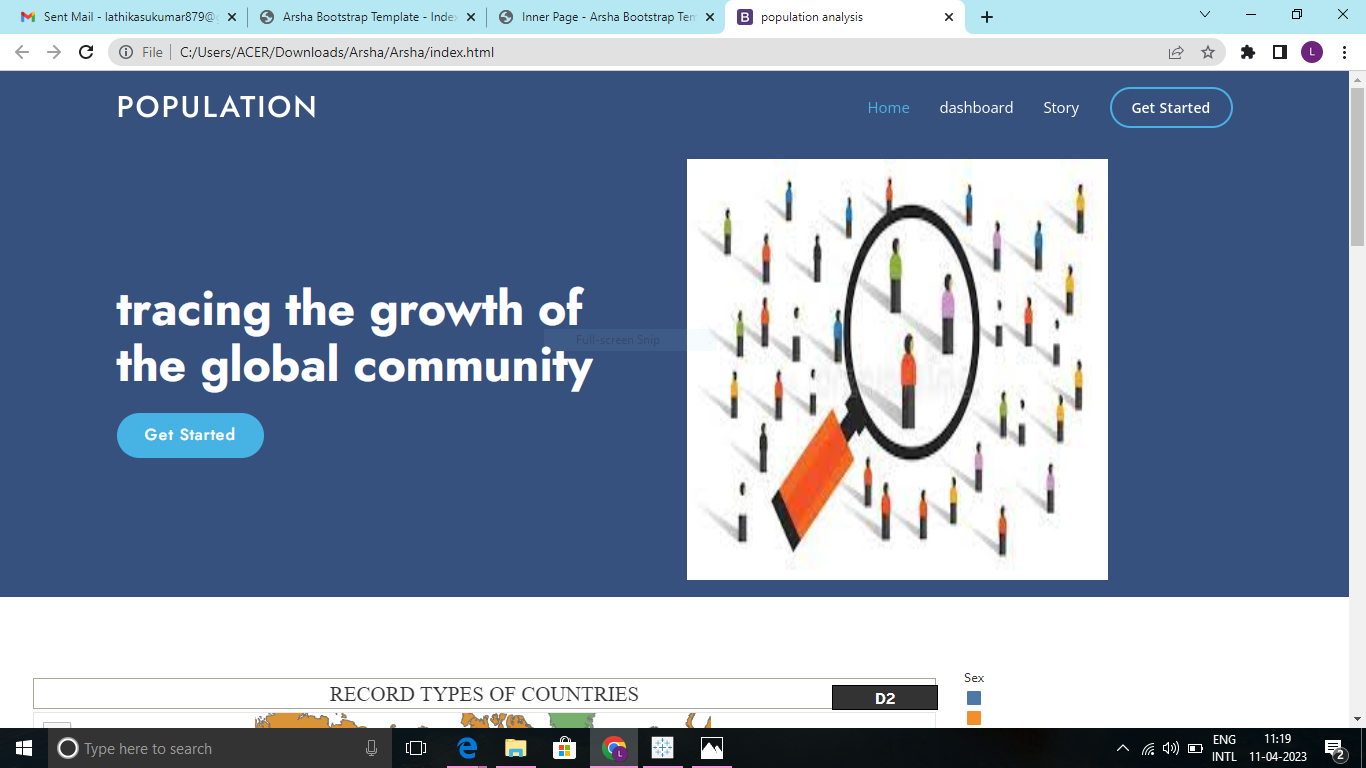 Sent Mail - lathikasukumar879@
Arsha Bootstrap Template - Index
Inner Page - Arsha Bootstrap Tem
B
population analysis
File
C:/Users/ACER/Downloads/Arsha/Arsha/index.html
L
POPULATION
Home
dashboard
Story
Get Started
tracing the growth of
the global community
Full-screen Snip
Get Started
RECORD TYPES OF COUNTRIES
D2
Sex
Type here to search
L
ENG
INTL
11:19
11-04-2023
2